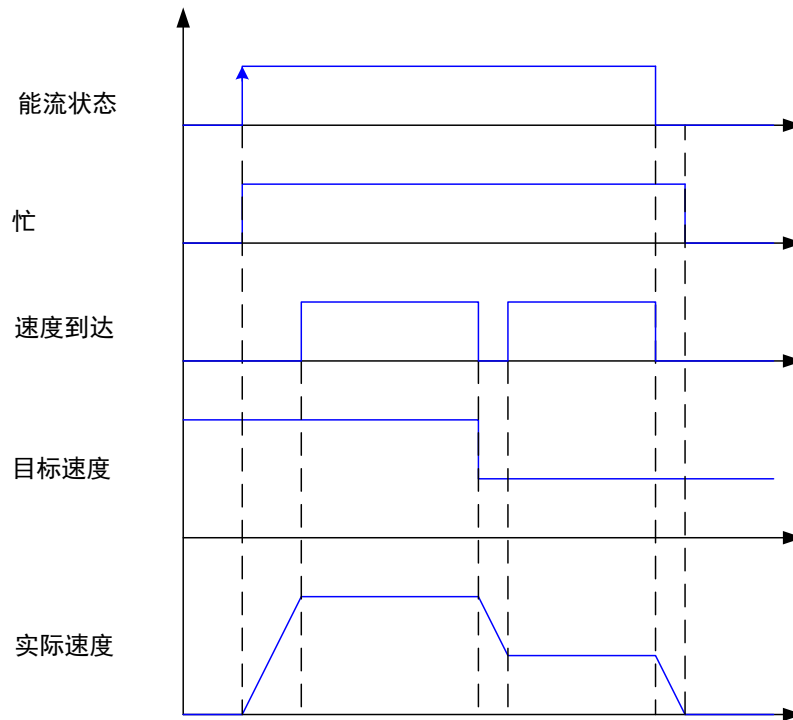 能流状态
忙
速度到达
目标速度
实际速度